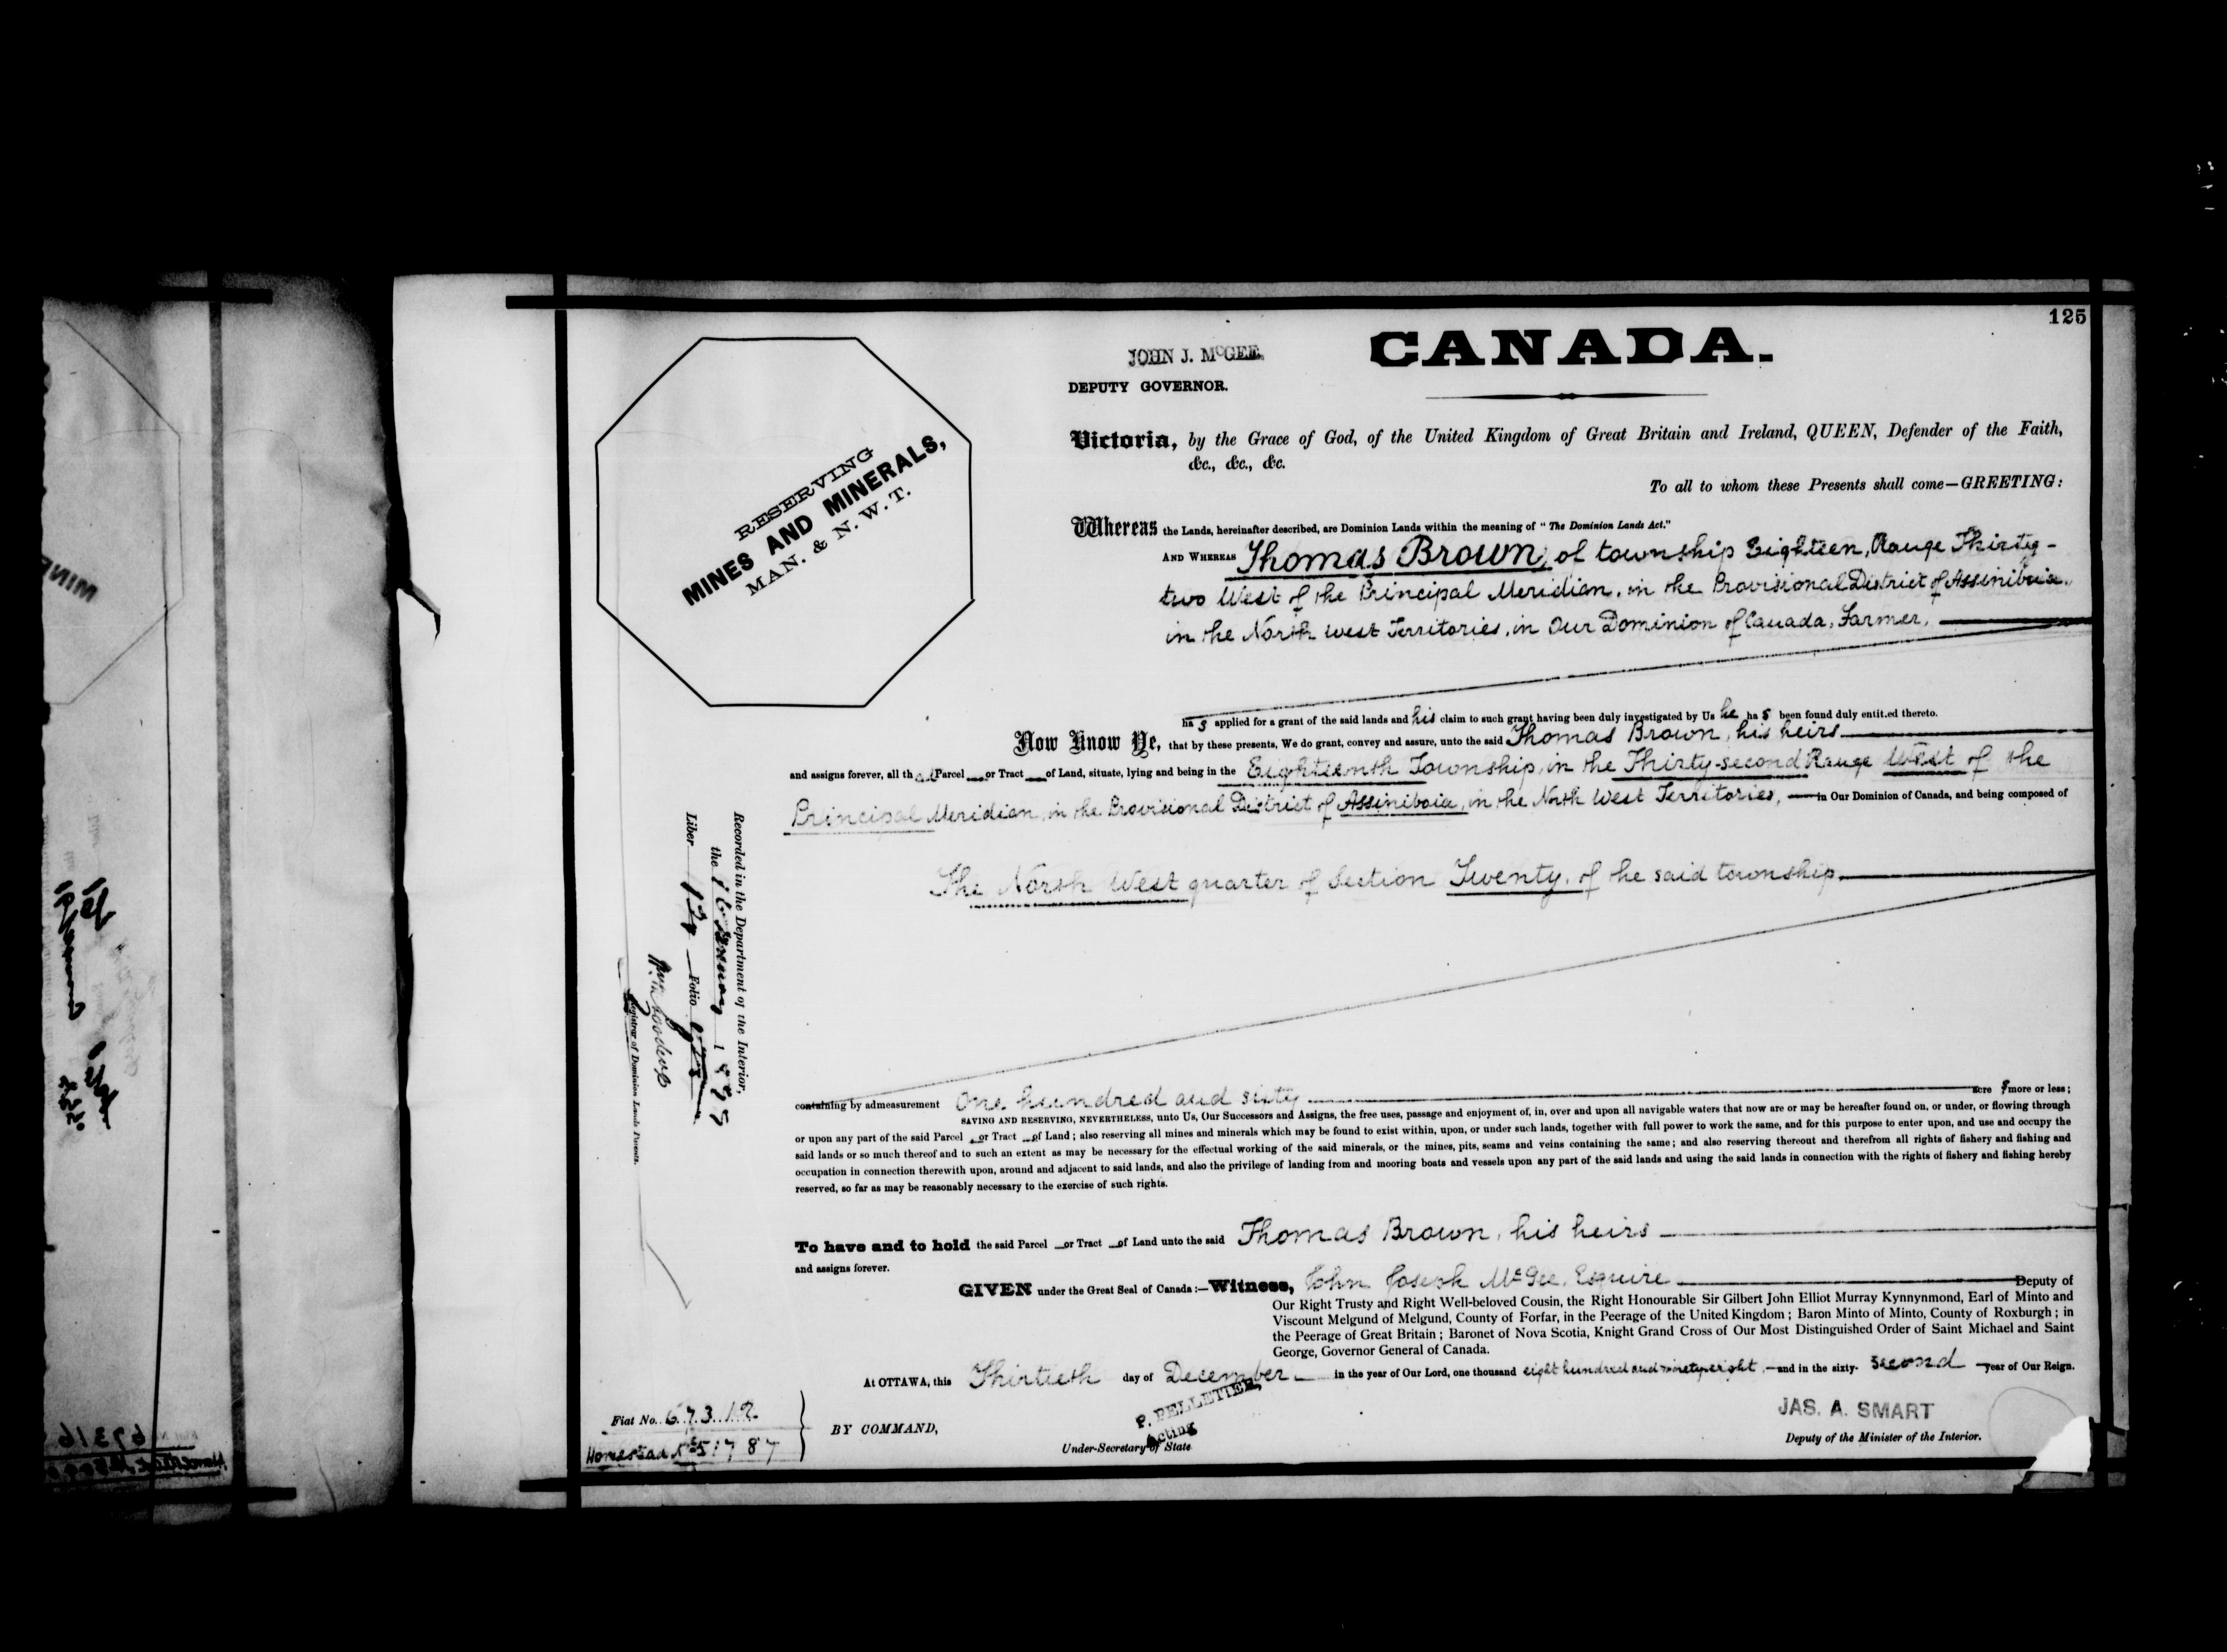 125
CANADA.
JOHN J. McGEE,
DEPUTY GOVERNOR.
RESERVING
MINES AND MINERALS,
MAN. & N. W. T.
Victoria, by the Grace of God, of the United Kingdom of Great Britain and Ireland, QUEEN, Defender of the Faith,
&c., &c., &c.
To all to whom these Presents shall come—GREETING:
Whereas the Lands, hereinafter described, are Dominion Lands within the meaning of "The Dominion Lands Act."
AND WHEREAS Thomas Brown, of township Eighteen, Range Thirty-
two West of the Principal Meridian, in the Provisional District of Assiniboia,
in the North West Territories, in Our Dominion of Canada, Farmer,
has applied for a grant of the said lands and his claim to such grant having been duly investigated by Us he has been found duly entitled thereto.
Now Know Ye, that by these presents, We do grant, convey and assure, unto the said Thomas Brown, his heirs
and assigns forever, all that Parcel or Tract of Land, situate, lying and being in the Eighteenth Township, in the Thirty-second Range West of the
Principal Meridian, in the Provisional District of Assiniboia, in the North West Territories, in Our Dominion of Canada, and being composed of
The North West quarter of Section Twenty, of he said township
containing by admeasurement One hundred and sixty acres more or less;
SAVING AND RESERVING, NEVERTHELESS, unto Us, Our Successors and Assigns, the free uses, passage and enjoyment of, in, over and upon all navigable waters that now are or may be hereafter found on, or under, or flowing through
or upon any part of the said Parcel or Tract of Land; also reserving all mines and minerals which may be found to exist within, upon, or under such lands, together with full power to work the same, and for this purpose to enter upon, and use and occupy the
said lands or so much thereof and to such an extent as may be necessary for the effectual working of the said minerals, or the mines, pits, seams and veins containing the same; and also reserving thereout and therefrom all rights of fishery and fishing and
occupation in connection therewith upon, around and adjacent to said lands, and also the privilege of landing from and mooring boats and vessels upon any part of the said lands and using the said lands in connection with the rights of fishery and fishing hereby
reserved, so far as may be reasonably necessary to the exercise of such rights.
To have and to hold the said Parcel or Tract of Land unto the said Thomas Brown, his heirs
and assigns forever.
GIVEN under the Great Seal of Canada:—Witness, John Joseph McGee, Esquire Deputy of
Our Right Trusty and Right Well-beloved Cousin, the Right Honourable Sir Gilbert John Elliot Murray Kynnynmond, Earl of Minto and
Viscount Melgund of Melgund, County of Forfar, in the Peerage of the United Kingdom; Baron Minto of Minto, County of Roxburgh; in
the Peerage of Great Britain; Baronet of Nova Scotia, Knight Grand Cross of Our Most Distinguished Order of Saint Michael and Saint
George, Governor General of Canada.
At OTTAWA, this Thirtieth day of December in the year of Our Lord, one thousand eight hundred and ninety eight,—and in the sixty-second year of Our Reign.
Fiat No. 67312
Homestead No 51787
BY COMMAND,
P. PELLETIER,
Acting
Under-Secretary of State
JAS. A. SMART
Deputy of the Minister of the Interior.
Recorded in the Department of the Interior,
the 16 1899
Liber 124 Folio
Registrar of Dominion Lands Patents.